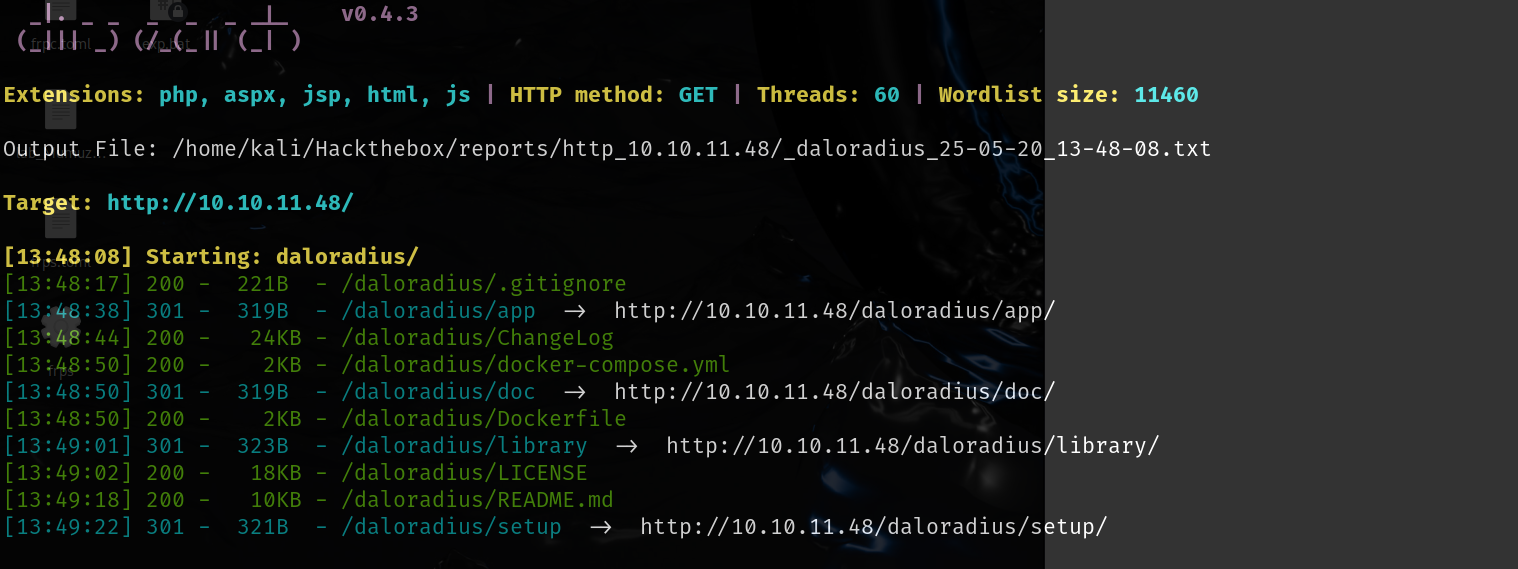 _|. _ _  _  _  _ _|_    v0.4.3
(_||| _) (/_(_|| (_| )
Extensions: php, aspx, jsp, html, js | HTTP method: GET | Threads: 60 | Wordlist size: 11460
Output File: /home/kali/Hackthebox/reports/http_10.10.11.48/_daloradius_25-05-20_13-48-08.txt
Target: http://10.10.11.48/
[13:48:08] Starting: daloradius/
[13:48:17] 200 -  221B  - /daloradius/.gitignore
[13:48:38] 301 -  319B  - /daloradius/app  ->  http://10.10.11.48/daloradius/app/
[13:48:44] 200 -   24KB - /daloradius/ChangeLog
[13:48:50] 200 -    2KB - /daloradius/docker-compose.yml
[13:48:50] 301 -  319B  - /daloradius/doc  ->  http://10.10.11.48/daloradius/doc/
[13:48:50] 200 -    2KB - /daloradius/Dockerfile
[13:49:01] 301 -  323B  - /daloradius/library  ->  http://10.10.11.48/daloradius/library/
[13:49:02] 200 -   18KB - /daloradius/LICENSE
[13:49:18] 200 -   10KB - /daloradius/README.md
[13:49:22] 301 -  321B  - /daloradius/setup  ->  http://10.10.11.48/daloradius/setup/